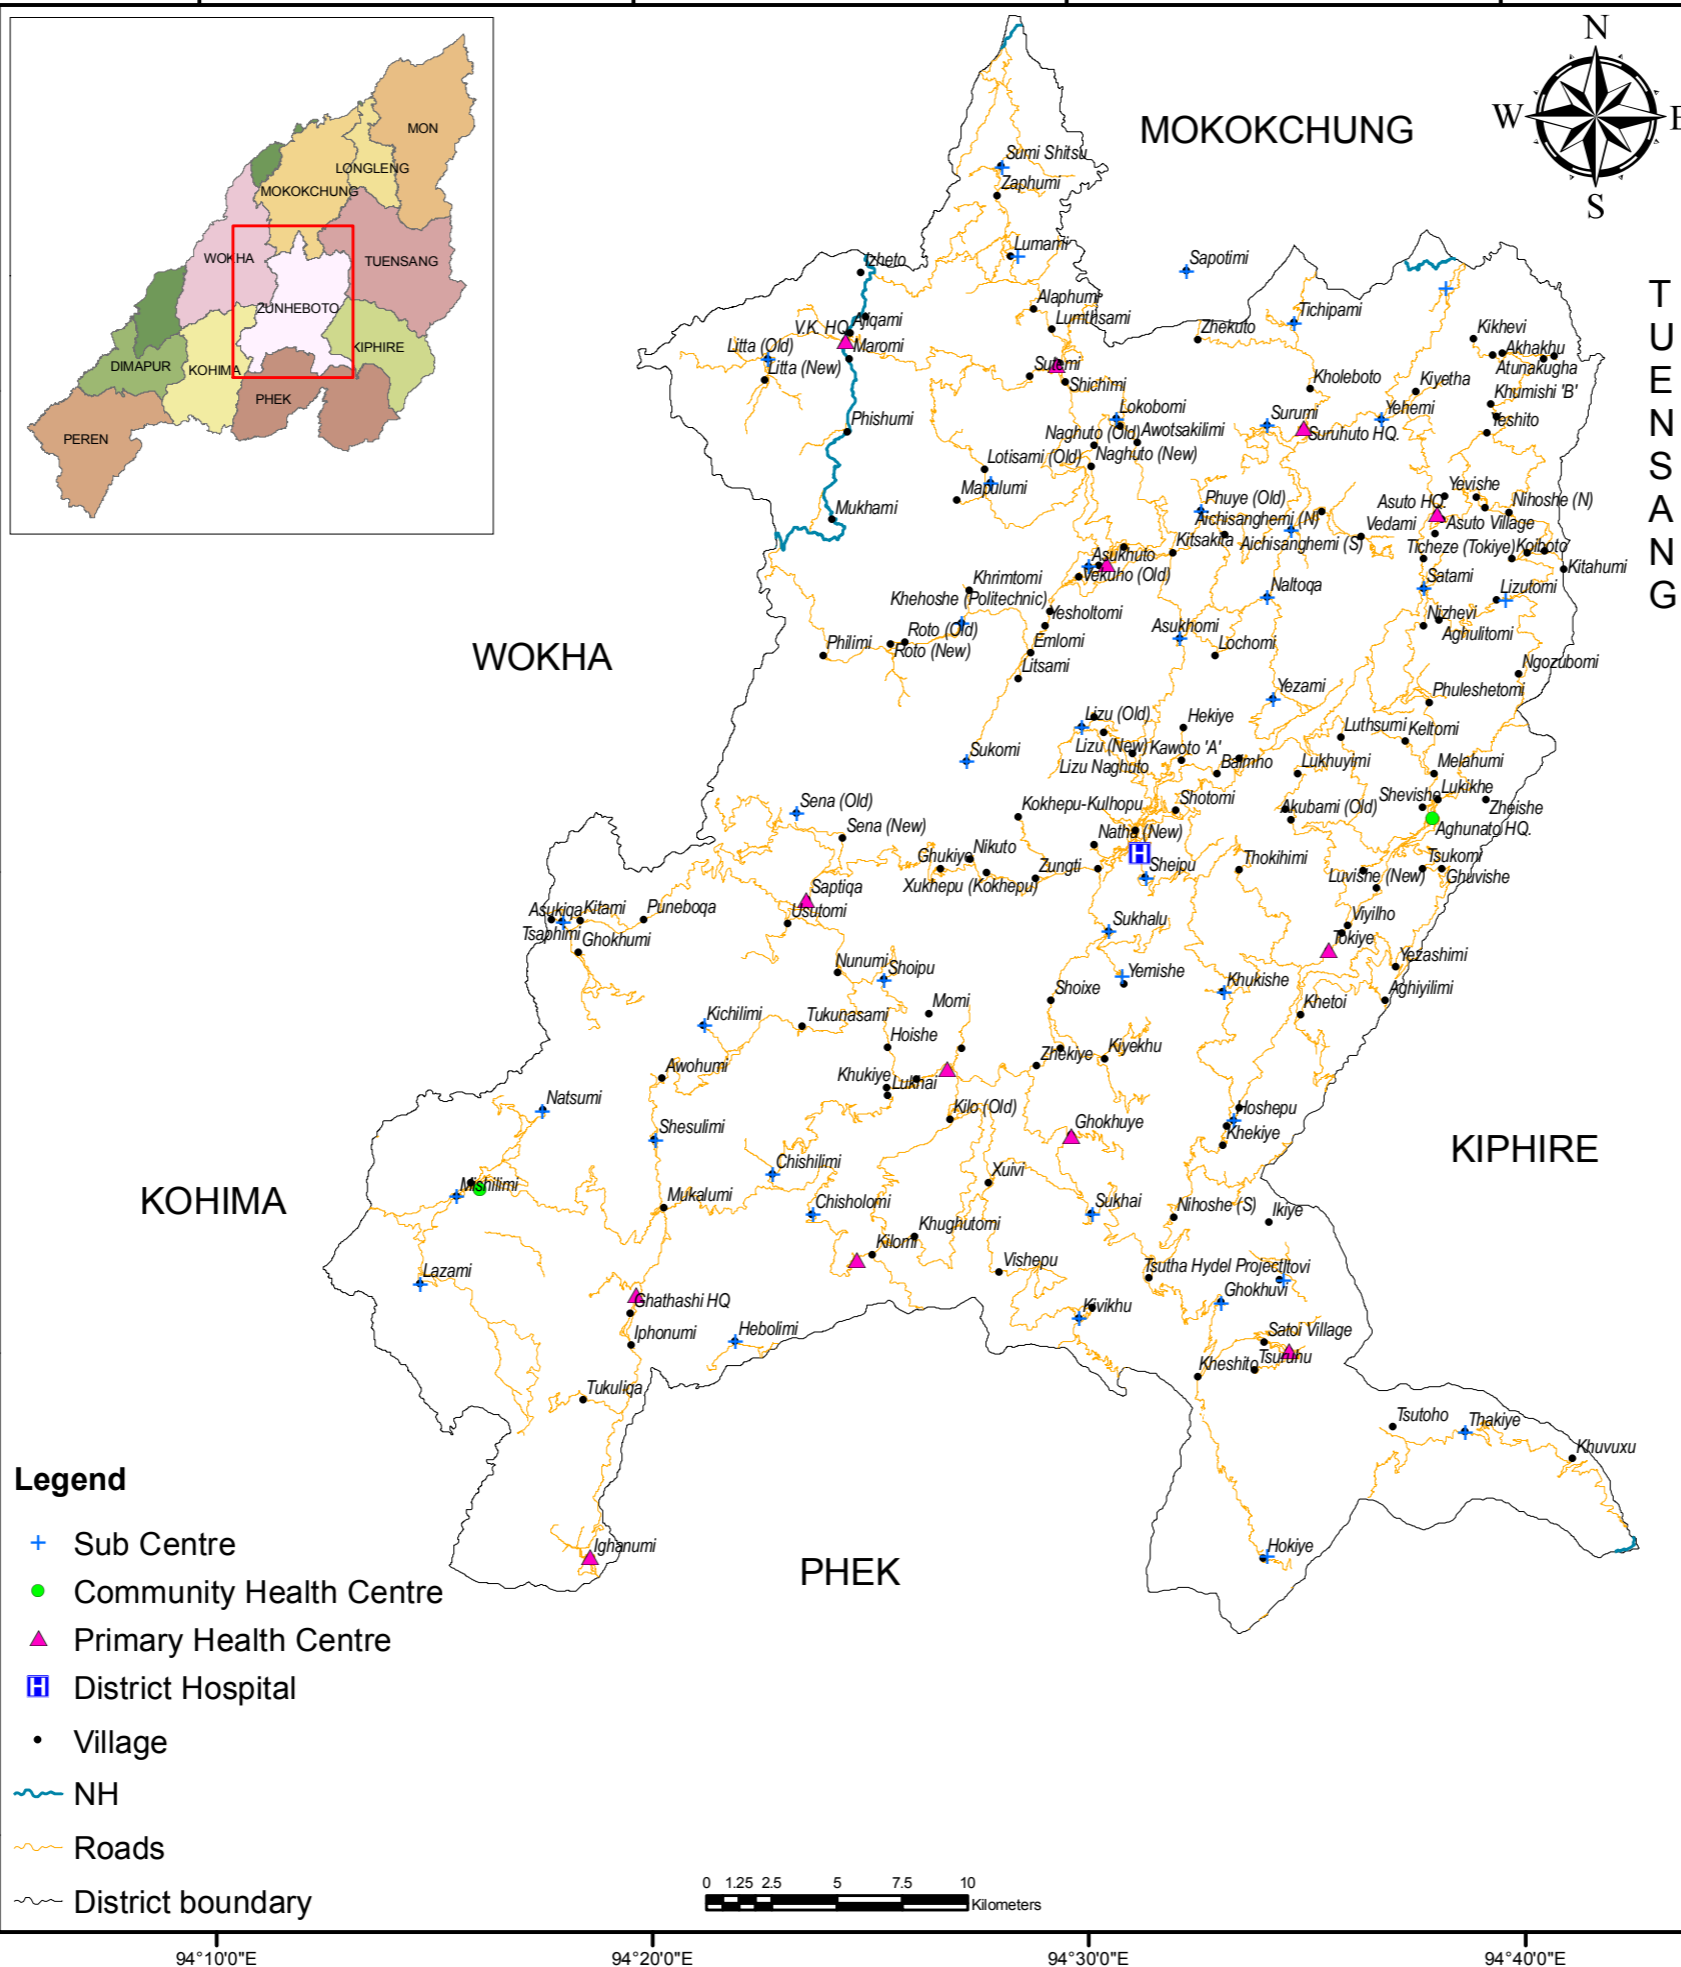 MON
LONGLENG
MOKOKCHUNG
WOKHA
TUENSANG
ZUNHEBOTO
KIPHIRE
DIMAPUR
KOHIMA
PHEK
PEREN
N
W
E
S
MOKOKCHUNG
TUENSANG
WOKHA
KOHIMA
KIPHIRE
PHEK
Sumi Shitsu
Zaphumi
Lumami
Sapotimi
Izheto
Alaphumi
Tichipami
Ajiqami
Lumthsami
V.K. HQ
Zhekuto
Kikhevi
Litta (Old)
Maromi
Akhakhu
Litta (New)
Sutemi
Atunakugha
Shichimi
Kholeboto
Kiyetha
Khumishi 'B'
Lokobomi
Surumi
Yehemi
Yeshito
Phishumi
Naghuto (Old)
Awotsakilimi
Suruhuto HQ.
Lotisami (Old)
Naghuto (New)
Mapulumi
Yevishe
Phuye (Old)
Asuto HQ.
Nihoshe (N)
Mukhami
Aichisanghemi (N)
Vedami
Asuto Village
Kitsakita
Aichisanghemi (S)
Ticheze (Tokiye)
Koiboto
Asukhuto
Kitahumi
Vekuho (Old)
Khrimtomi
Naltoqa
Satami
Lizutomi
Khehoshe (Politechnic)
Yesholtomi
Nizhevi
Roto (Old)
Asukhomi
Aghulitomi
Philimi
Roto (New)
Emlomi
Lochomi
Litsami
Ngozubomi
Yezami
Phuleshetomi
Lizu (Old)
Hekiye
Luthsumi
Keltomi
Sukomi
Lizu (New)
Kawoto 'A'
Lizu Naghuto
Baimho
Lukhuyimi
Melahumi
Lukikhe
Sena (Old)
Kokhepu-Kulhopu
Shotomi
Akubami (Old)
Shevishe
Zheishe
Sena (New)
Natha (New)
Aghunato HQ.
Nikuto
Ghukiye
H
Zungti
Sheipu
Thokihimi
Tsukomi
Xukhepu (Kokhepu)
Luvishe (New)
Ghuvishe
Saptiqa
Asukiqa
Kitami
Puneboqa
Usutomi
Sukhalu
Viyilho
Tsaphimi
Ghokhumi
Tokiye
Nunumi
Shoipu
Yemishe
Yezashimi
Khukishe
Shoixe
Aghiyilimi
Momi
Khetoi
Kichilimi
Tukunasami
Hoishe
Zhekiye
Kiyekhu
Awohumi
Khukiye
Lukhai
Natsumi
Kilo (Old)
Hoshepu
Shesulimi
Ghokhuye
Khekiye
Chishilimi
Xuivi
Mishilimi
Mukalumi
Chisholomi
Sukhai
Nihoshe (S)
Ikiye
Khughutomi
Kilomi
Lazami
Vishepu
Tsutha Hydel Project
Itovi
Ghathashi HQ
Ghokhuvi
Kivikhu
Iphonumi
Hebolimi
Satoi Village
Kheshito
Tsuruhu
Tukuliqa
Tsutoho
Thakiye
Khuvuxu
Ighanumi
Hokiye
Legend
Sub Centre
Community Health Centre
Primary Health Centre
H District Hospital
Village
NH
Roads
District boundary
0 1.25 2.5 5 7.5 10
Kilometers
94°10'0"E 94°20'0"E 94°30'0"E 94°40'0"E